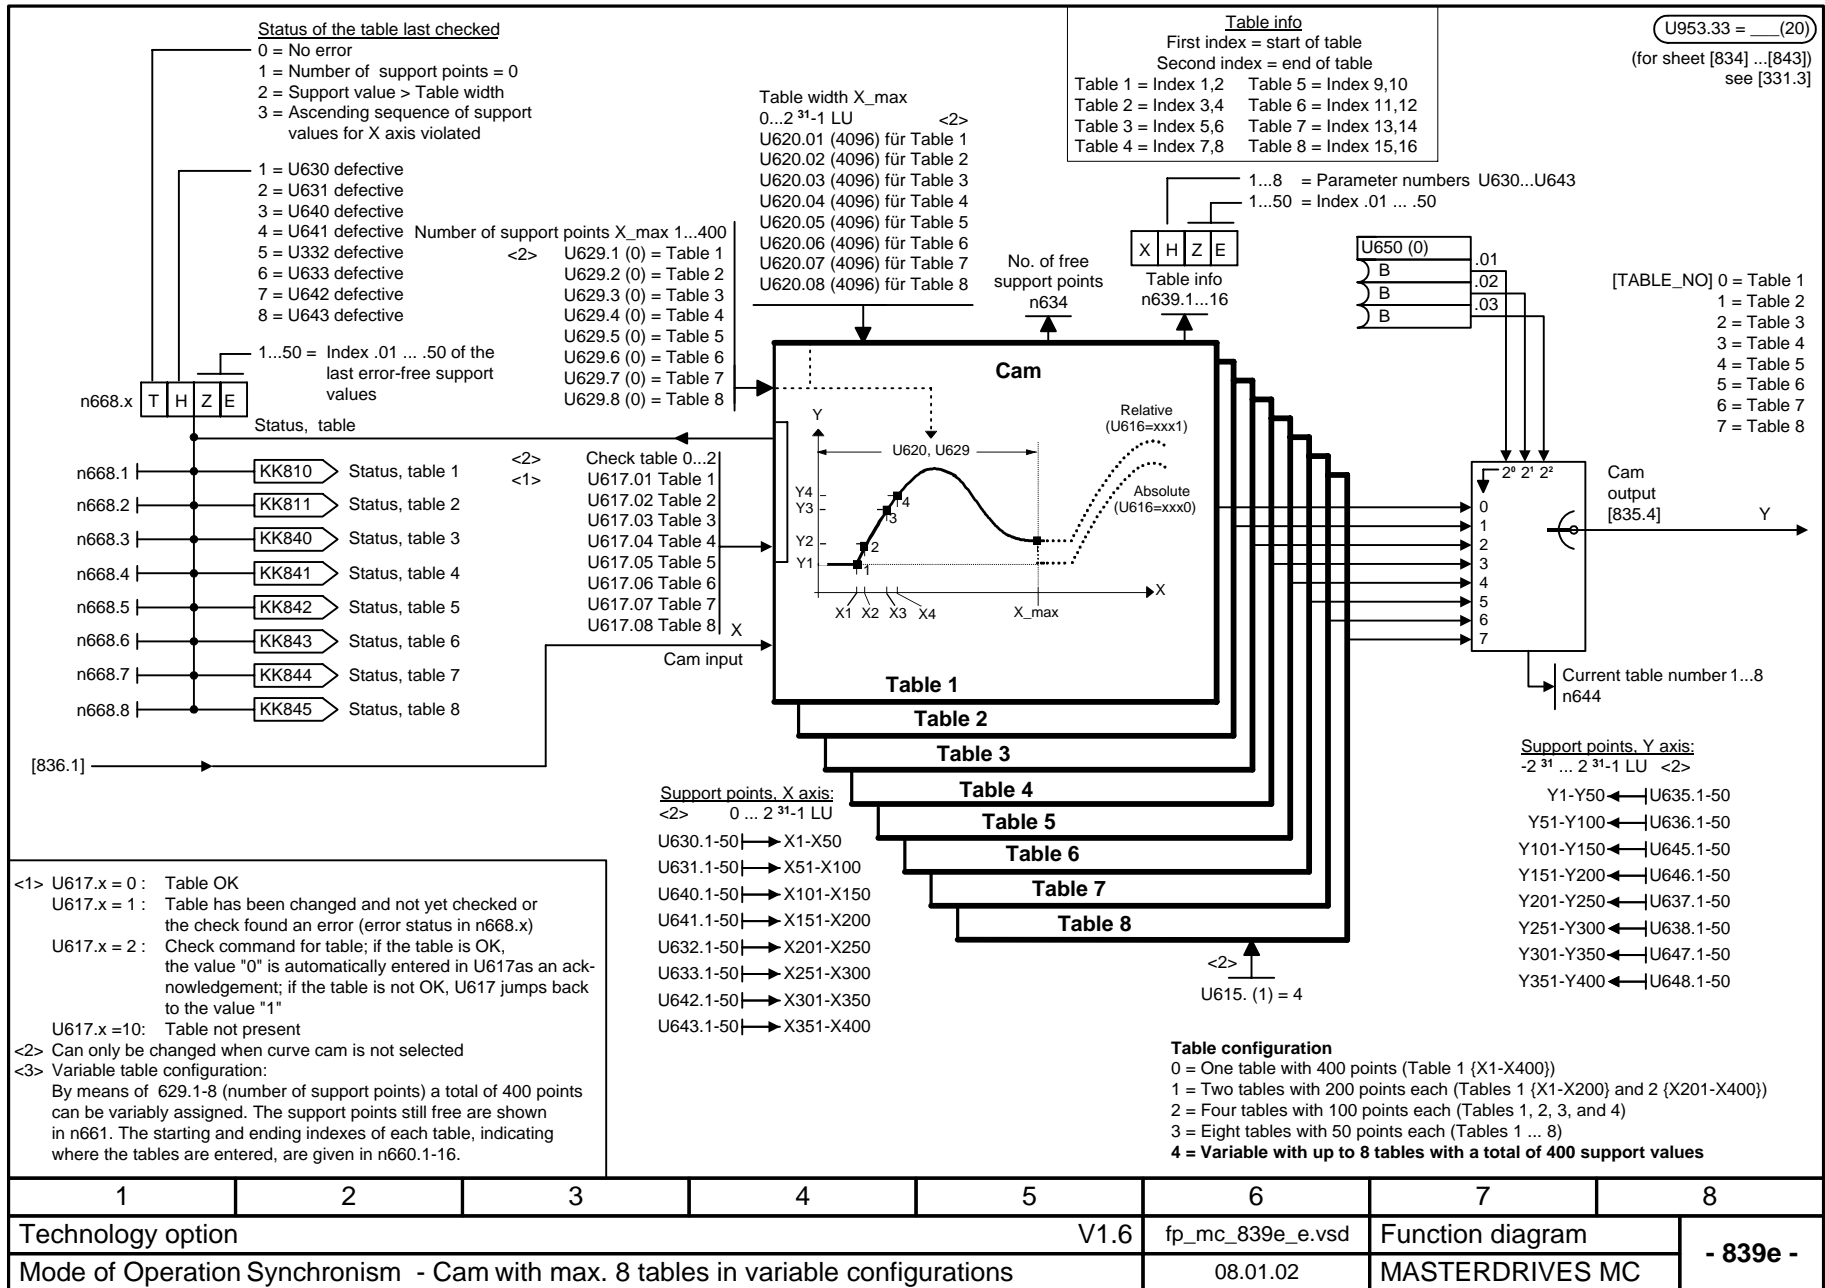 Status of the table last checked
0 = No error
1 = Number of support points = 0
2 = Support value > Table width
3 = Ascending sequence of support
values for X axis violated
1 = U630 defective
2 = U631 defective
3 = U640 defective
4 = U641 defective
5 = U332 defective
6 = U633 defective
7 = U642 defective
8 = U643 defective
1...50 = Index .01 ... .50 of the
last error-free support
values
n668.x T H Z E
Status, table
n668.1 KK810 Status, table 1
n668.2 KK811 Status, table 2
n668.3 KK840 Status, table 3
n668.4 KK841 Status, table 4
n668.5 KK842 Status, table 5
n668.6 KK843 Status, table 6
n668.7 KK844 Status, table 7
n668.8 KK845 Status, table 8
[836.1]
Number of support points X_max 1...400
<2> U629.1 (0) = Table 1
U629.2 (0) = Table 2
U629.3 (0) = Table 3
U629.4 (0) = Table 4
U629.5 (0) = Table 5
U629.6 (0) = Table 6
U629.7 (0) = Table 7
U629.8 (0) = Table 8
<2> Check table 0...2
<1> U617.01 Table 1
U617.02 Table 2
U617.03 Table 3
U617.04 Table 4
U617.05 Table 5
U617.06 Table 6
U617.07 Table 7
U617.08 Table 8
X
Cam input
Table width X_max
0...2 31-1 LU <2>
U620.01 (4096) für Table 1
U620.02 (4096) für Table 2
U620.03 (4096) für Table 3
U620.04 (4096) für Table 4
U620.05 (4096) für Table 5
U620.06 (4096) für Table 6
U620.07 (4096) für Table 7
U620.08 (4096) für Table 8
No. of free
support points
n634
Table info
First index = start of table
Second index = end of table
Table 1 = Index 1,2 Table 5 = Index 9,10
Table 2 = Index 3,4 Table 6 = Index 11,12
Table 3 = Index 5,6 Table 7 = Index 13,14
Table 4 = Index 7,8 Table 8 = Index 15,16
1...8 = Parameter numbers U630...U643
1...50 = Index .01 ... .50
X H Z E
Table info
n639.1...16
U953.33 = ___(20)
(for sheet [834] ...[843])
see [331.3]
U650 (0)
B .01
B .02
B .03
[TABLE_NO] 0 = Table 1
1 = Table 2
2 = Table 3
3 = Table 4
4 = Table 5
5 = Table 6
6 = Table 7
7 = Table 8
Cam
Y
U620, U629
Relative
(U616=xxx1)
Absolute
(U616=xxx0)
Y4
Y3
Y2
Y1
1
2
3
4
X1 X2 X3 X4 X_max
X
Table 1
Table 2
Table 3
Table 4
Table 5
Table 6
Table 7
Table 8
2⁰ 2¹ 2²
0
1
2
3
4
5
6
7
Cam
output
[835.4]
Y
Current table number 1...8
n644
Support points, X axis:
<2> 0 ... 2 31-1 LU
U630.1-50 X1-X50
U631.1-50 X51-X100
U640.1-50 X101-X150
U641.1-50 X151-X200
U632.1-50 X201-X250
U633.1-50 X251-X300
U642.1-50 X301-X350
U643.1-50 X351-X400
<2>
U615. (1) = 4
Support points, Y axis:
-2 31 ... 2 31-1 LU <2>
Y1-Y50 U635.1-50
Y51-Y100 U636.1-50
Y101-Y150 U645.1-50
Y151-Y200 U646.1-50
Y201-Y250 U637.1-50
Y251-Y300 U638.1-50
Y301-Y350 U647.1-50
Y351-Y400 U648.1-50
<1> U617.x = 0 : Table OK
U617.x = 1 : Table has been changed and not yet checked or
the check found an error (error status in n668.x)
U617.x = 2 : Check command for table; if the table is OK,
the value "0" is automatically entered in U617as an ack-
nowledgement; if the table is not OK, U617 jumps back
to the value "1"
U617.x =10: Table not present
<2> Can only be changed when curve cam is not selected
<3> Variable table configuration:
By means of 629.1-8 (number of support points) a total of 400 points
can be variably assigned. The support points still free are shown
in n661. The starting and ending indexes of each table, indicating
where the tables are entered, are given in n660.1-16.
Table configuration
0 = One table with 400 points (Table 1 {X1-X400})
1 = Two tables with 200 points each (Tables 1 {X1-X200} and 2 {X201-X400})
2 = Four tables with 100 points each (Tables 1, 2, 3, and 4)
3 = Eight tables with 50 points each (Tables 1 ... 8)
4 = Variable with up to 8 tables with a total of 400 support values
1 2 3 4 5 6 7 8
Technology option V1.6 fp_mc_839e_e.vsd Function diagram
Mode of Operation Synchronism - Cam with max. 8 tables in variable configurations 08.01.02 MASTERDRIVES MC
- 839e -